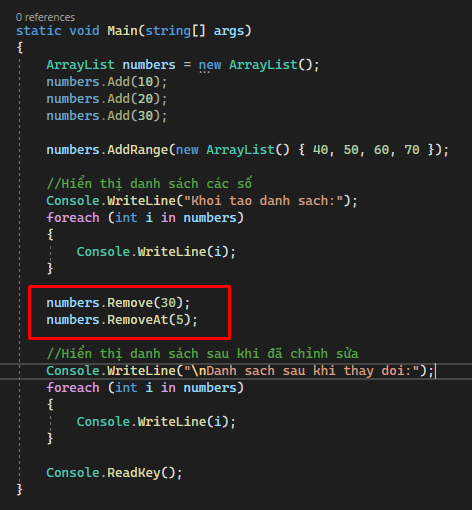 0 references
static void Main(string[] args)
{
    ArrayList numbers = new ArrayList();
    numbers.Add(10);
    numbers.Add(20);
    numbers.Add(30);

    numbers.AddRange(new ArrayList() { 40, 50, 60, 70 });

    //Hiển thị danh sách các số
    Console.WriteLine("Khoi tao danh sach:");
    foreach (int i in numbers)
    {
        Console.WriteLine(i);
    }

    numbers.Remove(30);
    numbers.RemoveAt(5);

    //Hiển thị danh sách sau khi đã chỉnh sửa
    Console.WriteLine("\nDanh sach sau khi thay doi:");
    foreach (int i in numbers)
    {
        Console.WriteLine(i);
    }

    Console.ReadKey();
}